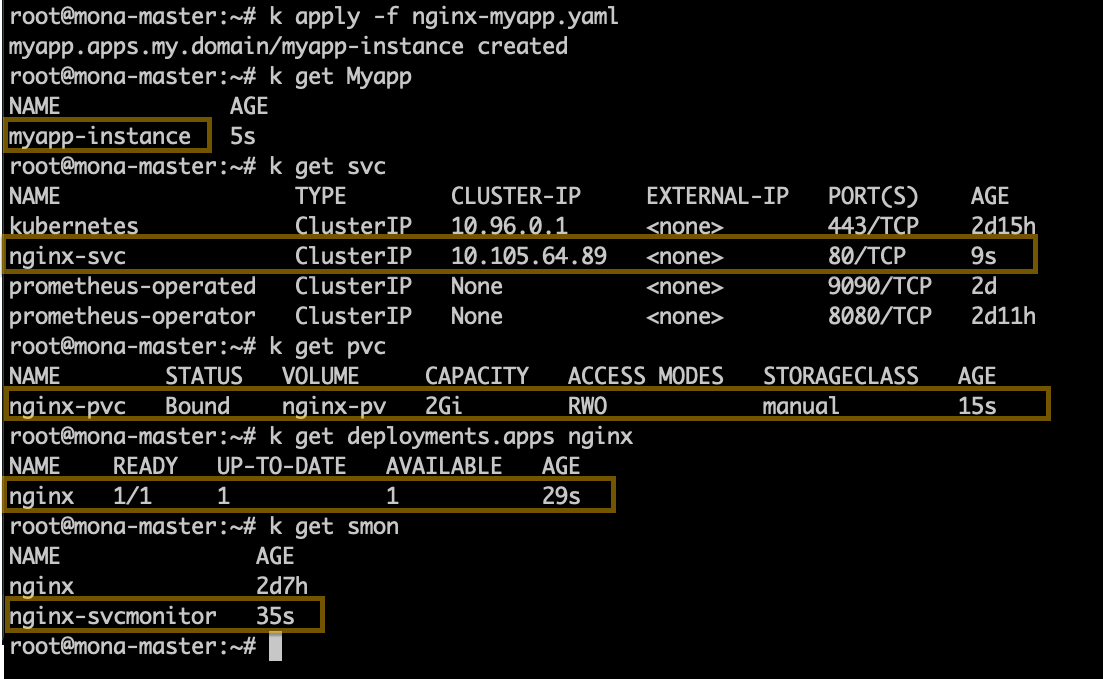 root@mona-master:~# k apply -f nginx-myapp.yaml
myapp.apps.my.domain/myapp-instance created
root@mona-master:~# k get Myapp
NAME             AGE
myapp-instance   5s
root@mona-master:~# k get svc
NAME                  TYPE        CLUSTER-IP     EXTERNAL-IP   PORT(S)    AGE
kubernetes            ClusterIP   10.96.0.1      <none>        443/TCP    2d15h
nginx-svc             ClusterIP   10.105.64.89   <none>        80/TCP     9s
prometheus-operated   ClusterIP   None           <none>        9090/TCP   2d
prometheus-operator   ClusterIP   None           <none>        8080/TCP   2d11h
root@mona-master:~# k get pvc
NAME        STATUS   VOLUME     CAPACITY   ACCESS MODES   STORAGECLASS   AGE
nginx-pvc   Bound    nginx-pv   2Gi        RWO            manual         15s
root@mona-master:~# k get deployments.apps nginx
NAME    READY   UP-TO-DATE   AVAILABLE   AGE
nginx   1/1     1            1           29s
root@mona-master:~# k get smon
NAME               AGE
nginx              2d7h
nginx-svcmonitor   35s
root@mona-master:~#